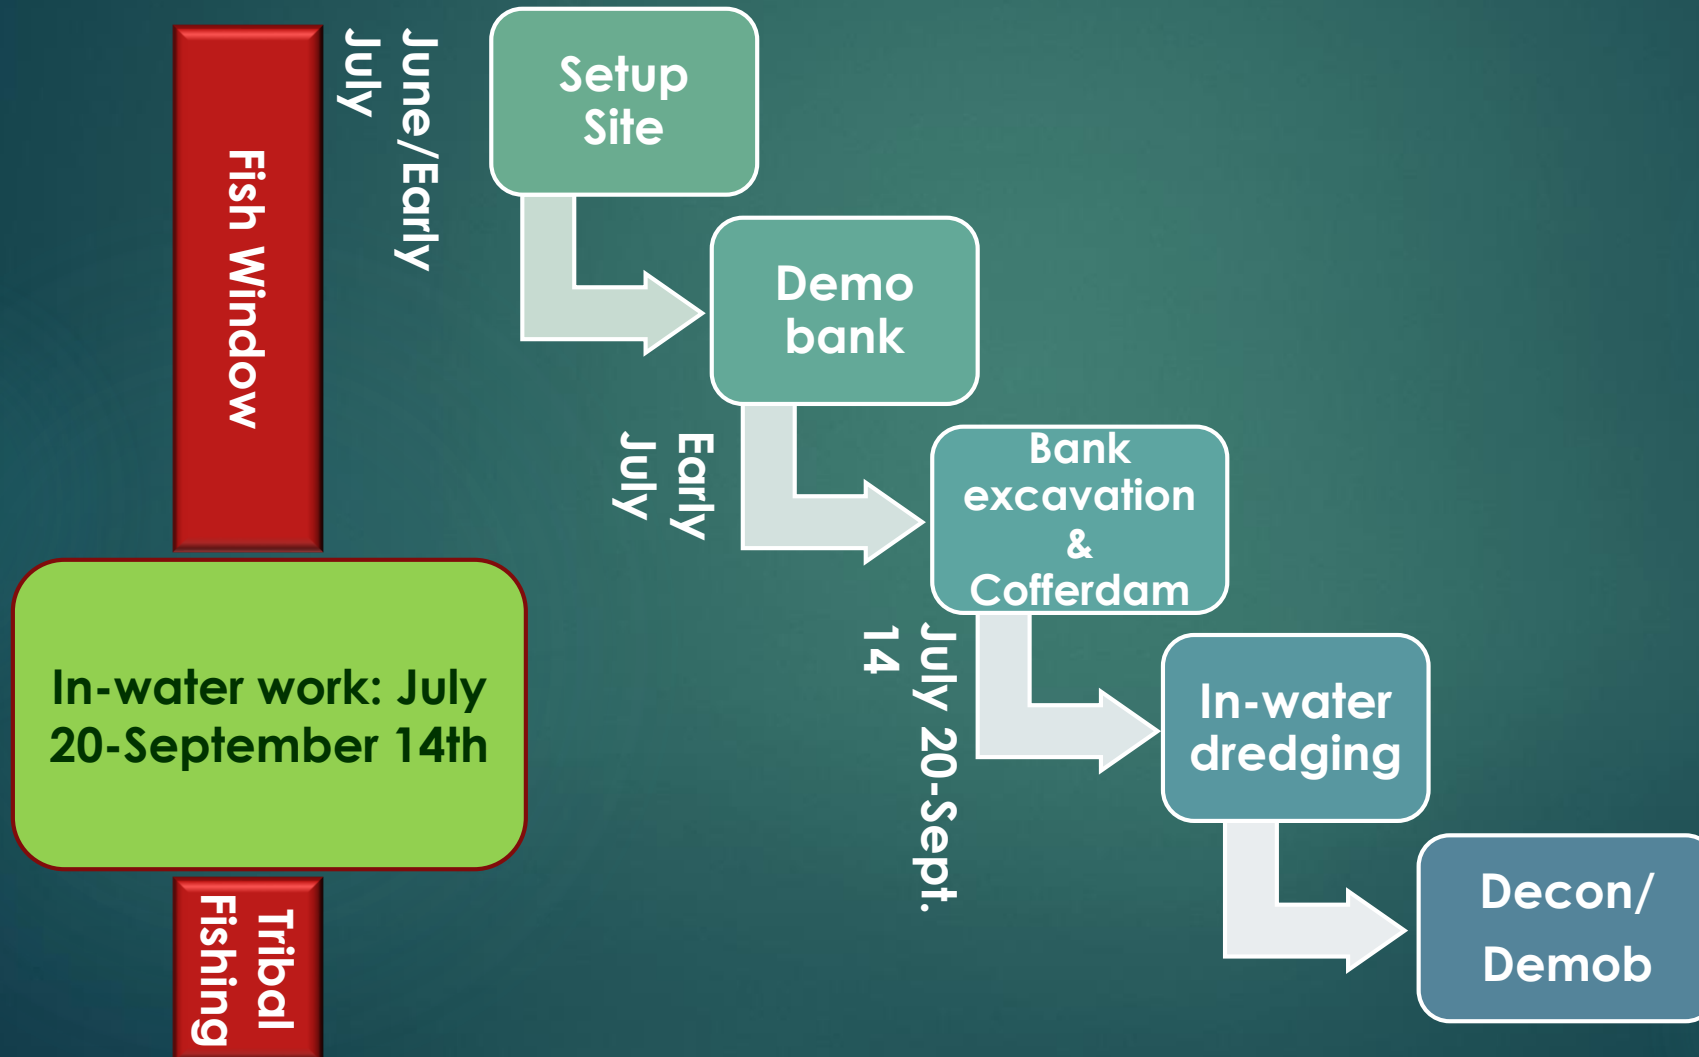 June/Early
July
Setup
Site
Fish Window
Demo
bank
Early
July
Bank
excavation
&
Cofferdam
In-water work: July
20-September 14th
July 20-Sept.
14
In-water
dredging
Tribal
Fishing
Decon/
Demob